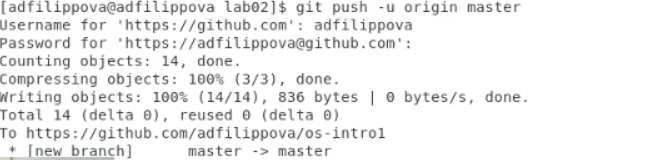 [adfilippova@adfilippova lab02]$ git push -u origin master
Username for 'https://github.com': adfilippova
Password for 'https://adfilippova@github.com':
Counting objects: 14, done.
Compressing objects: 100% (3/3), done.
Writing objects: 100% (14/14), 836 bytes | 0 bytes/s, done.
Total 14 (delta 0), reused 0 (delta 0)
To https://github.com/adfilippova/os-intro1
 * [new branch]      master -> master